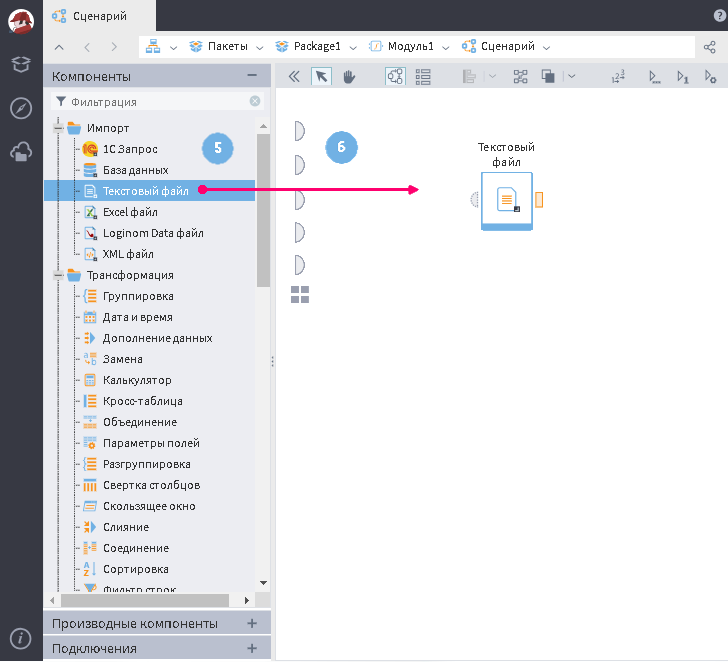 Сценарий
Пакеты
Package1
Модуль1
Сценарий
Компоненты
Фильтрация
Импорт
1С Запрос
База данных
Текстовый файл
Excel файл
Loginom Data файл
XML файл
Трансформация
Группировка
Дата и время
Дополнение данных
Замена
Калькулятор
Кросс-таблица
Объединение
Параметры полей
Разгруппировка
Свертка столбцов
Скользящее окно
Слияние
Соединение
Сортировка
Фильтр строк
Производные компоненты
Подключения
5
6
Текстовый
файл